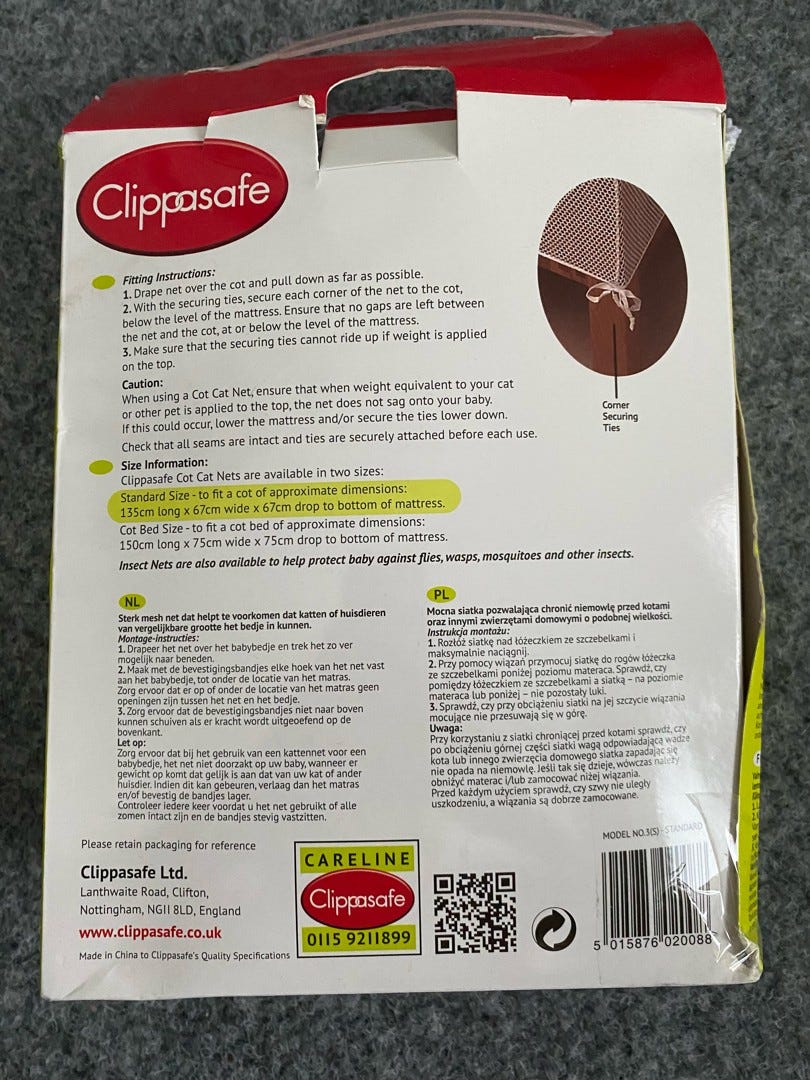 Clippasafe
Fitting Instructions:
1. Drape net over the cot and pull down as far as possible.
2. With the securing ties, secure each corner of the net to the cot,
below the level of the mattress. Ensure that no gaps are left between
the net and the cot, at or below the level of the mattress.
3. Make sure that the securing ties cannot ride up if weight is applied
on the top.
Caution:
When using a Cot Cat Net, ensure that when weight equivalent to your cat
or other pet is applied to the top, the net does not sag onto your baby.
If this could occur, lower the mattress and/or secure the ties lower down.
Check that all seams are intact and ties are securely attached before each use.
Corner
Securing
Ties
Size Information:
Clippasafe Cot Cat Nets are available in two sizes:
Standard Size - to fit a cot of approximate dimensions:
135cm long x 67cm wide x 67cm drop to bottom of mattress.
Cot Bed Size - to fit a cot bed of approximate dimensions:
150cm long x 75cm wide x 75cm drop to bottom of mattress.
Insect Nets are also available to help protect baby against flies, wasps, mosquitoes and other insects.
NL
Sterk mesh net dat helpt te voorkomen dat katten of huisdieren
van vergelijkbare grootte het bedje in kunnen.
Montage-instructies:
1. Drapeer het net over het babybedje en trek het zo ver
mogelijk naar beneden.
2. Maak met de bevestigingsbandjes elke hoek van het net vast
aan het babybedje, tot onder de locatie van het matras.
Zorg ervoor dat er op of onder de locatie van het matras geen
openingen zijn tussen het net en het bedje.
3. Zorg ervoor dat de bevestigingsbandjes niet naar boven
kunnen schuiven als er kracht wordt uitgeoefend op de
bovenkant.
Let op:
Zorg ervoor dat bij het gebruik van een kattennet voor een
babybedje, het net niet doorzakt op uw baby, wanneer er
gewicht op komt dat gelijk is aan dat van uw kat of ander
huisdier. Indien dit kan gebeuren, verlaag dan het matras
en/of bevestig de bandjes lager.
Controleer iedere keer voordat u het net gebruikt of alle
zomen intact zijn en de bandjes stevig vastzitten.
PL
Mocna siatka pozwalająca chronić niemowlę przed kotami
oraz innymi zwierzętami domowymi o podobnej wielkości.
Instrukcja montażu:
1. Rozłóż siatkę nad łóżeczkiem ze szczebelkami i
maksymalnie naciągnij.
2. Przy pomocy wiązań przymocuj siatkę do rogów łóżeczka
ze szczebelkami poniżej poziomu materaca. Sprawdź, czy
pomiędzy łóżeczkiem ze szczebelkami a siatką – na poziomie
materaca lub poniżej – nie pozostały luki.
3. Sprawdź, czy przy obciążeniu siatki na jej szczycie wiązania
mocujące nie przesuwają się w górę.
Uwaga:
Przy korzystaniu z siatki chroniącej przed kotami sprawdź, czy
po obciążeniu górnej części siatki wagą odpowiadającą wadze
kota lub innego zwierzęcia domowego siatka zapadając się
nie opada na niemowlę. Jeśli tak się dzieje, wówczas należy
obniżyć materac i/lub zamocować niżej wiązania.
Przed każdym użyciem sprawdź, czy szwy nie uległy
uszkodzeniu, a wiązania są dobrze zamocowane.
Please retain packaging for reference
Clippasafe Ltd.
Lanthwaite Road, Clifton,
Nottingham, NG11 8LD, England
www.clippasafe.co.uk
Made in China to Clippasafe's Quality Specifications
CARELINE
Clippasafe
0115 9211899
MODEL NO.3(S) - STANDARD
5 015876 020088